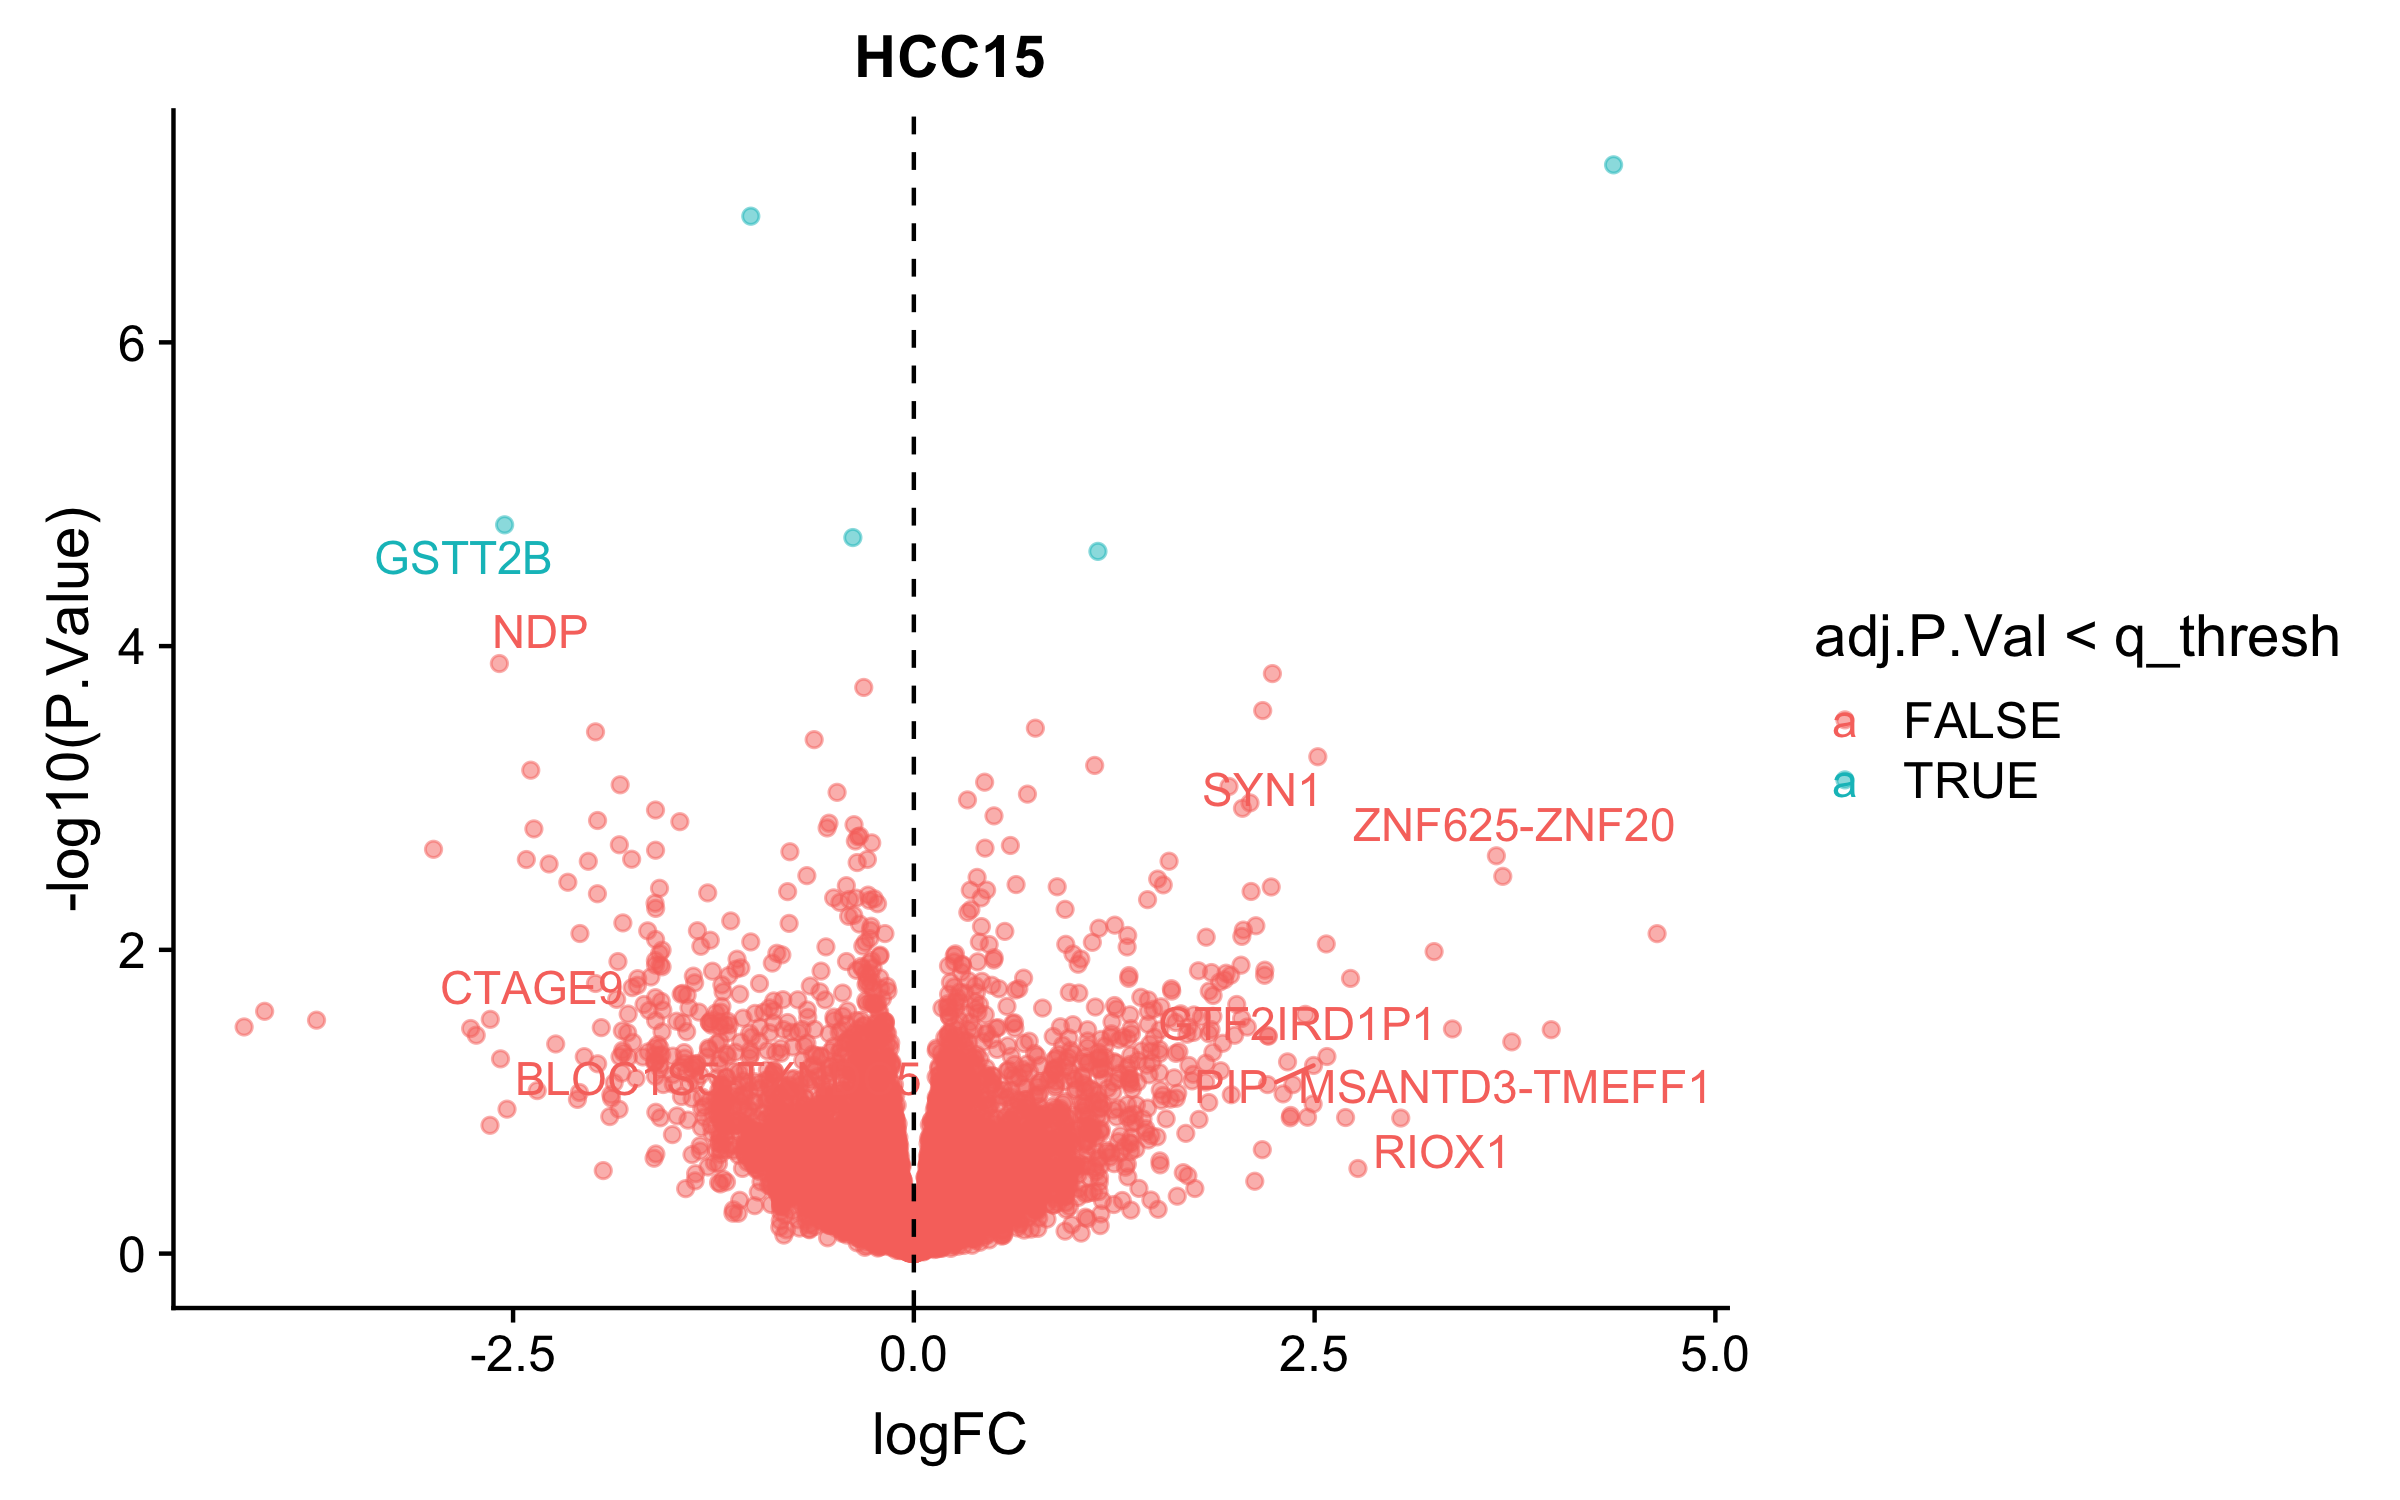 HCC15
-log10(P.Value)
6
4
2
0
GSTT2B
NDP
SYN1
ZNF625-ZNF20
CTAGE9
GTF2IRD1P1
PIP
MSANTD3-TMEFF1
RIOX1
-2.5
0.0
2.5
5.0
logFC
adj.P.Val < q_thresh
a FALSE
a TRUE